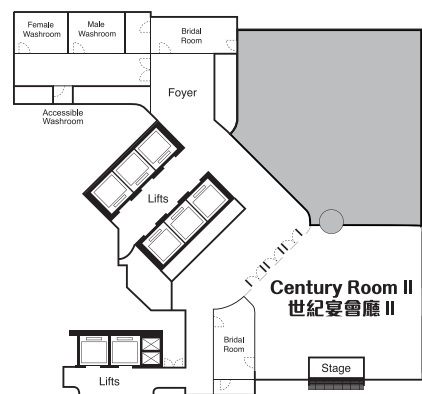 Female
Washroom
Male
Washroom
Bridal
Room
Foyer
Accessible
Washroom
Lifts
Century Room II
世紀宴會廳 II
Bridal
Room
Stage
Lifts